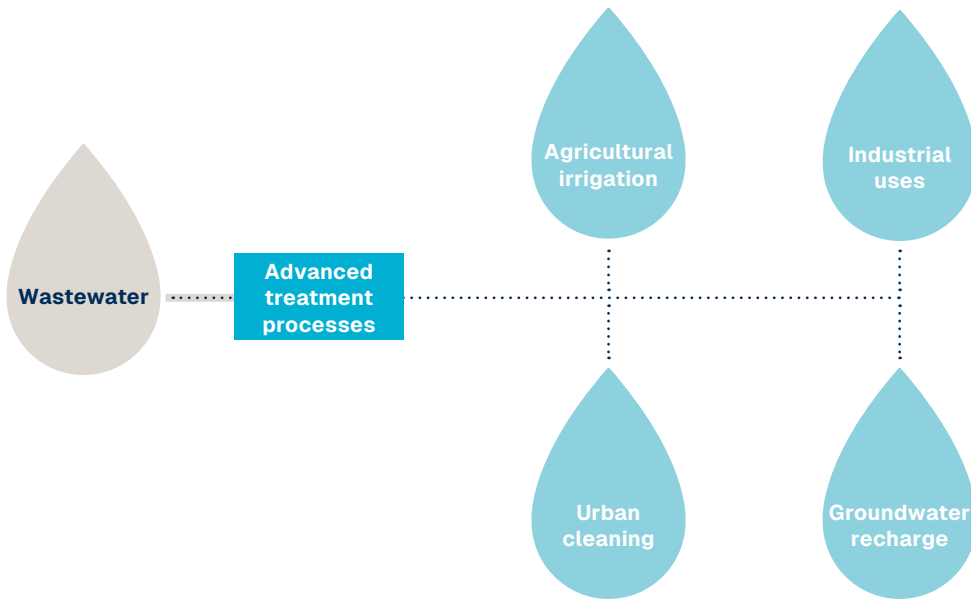 Agricultural
irrigation
Industrial
uses
Wastewater
Advanced
treatment
processes
Urban
cleaning
Groundwater
recharge